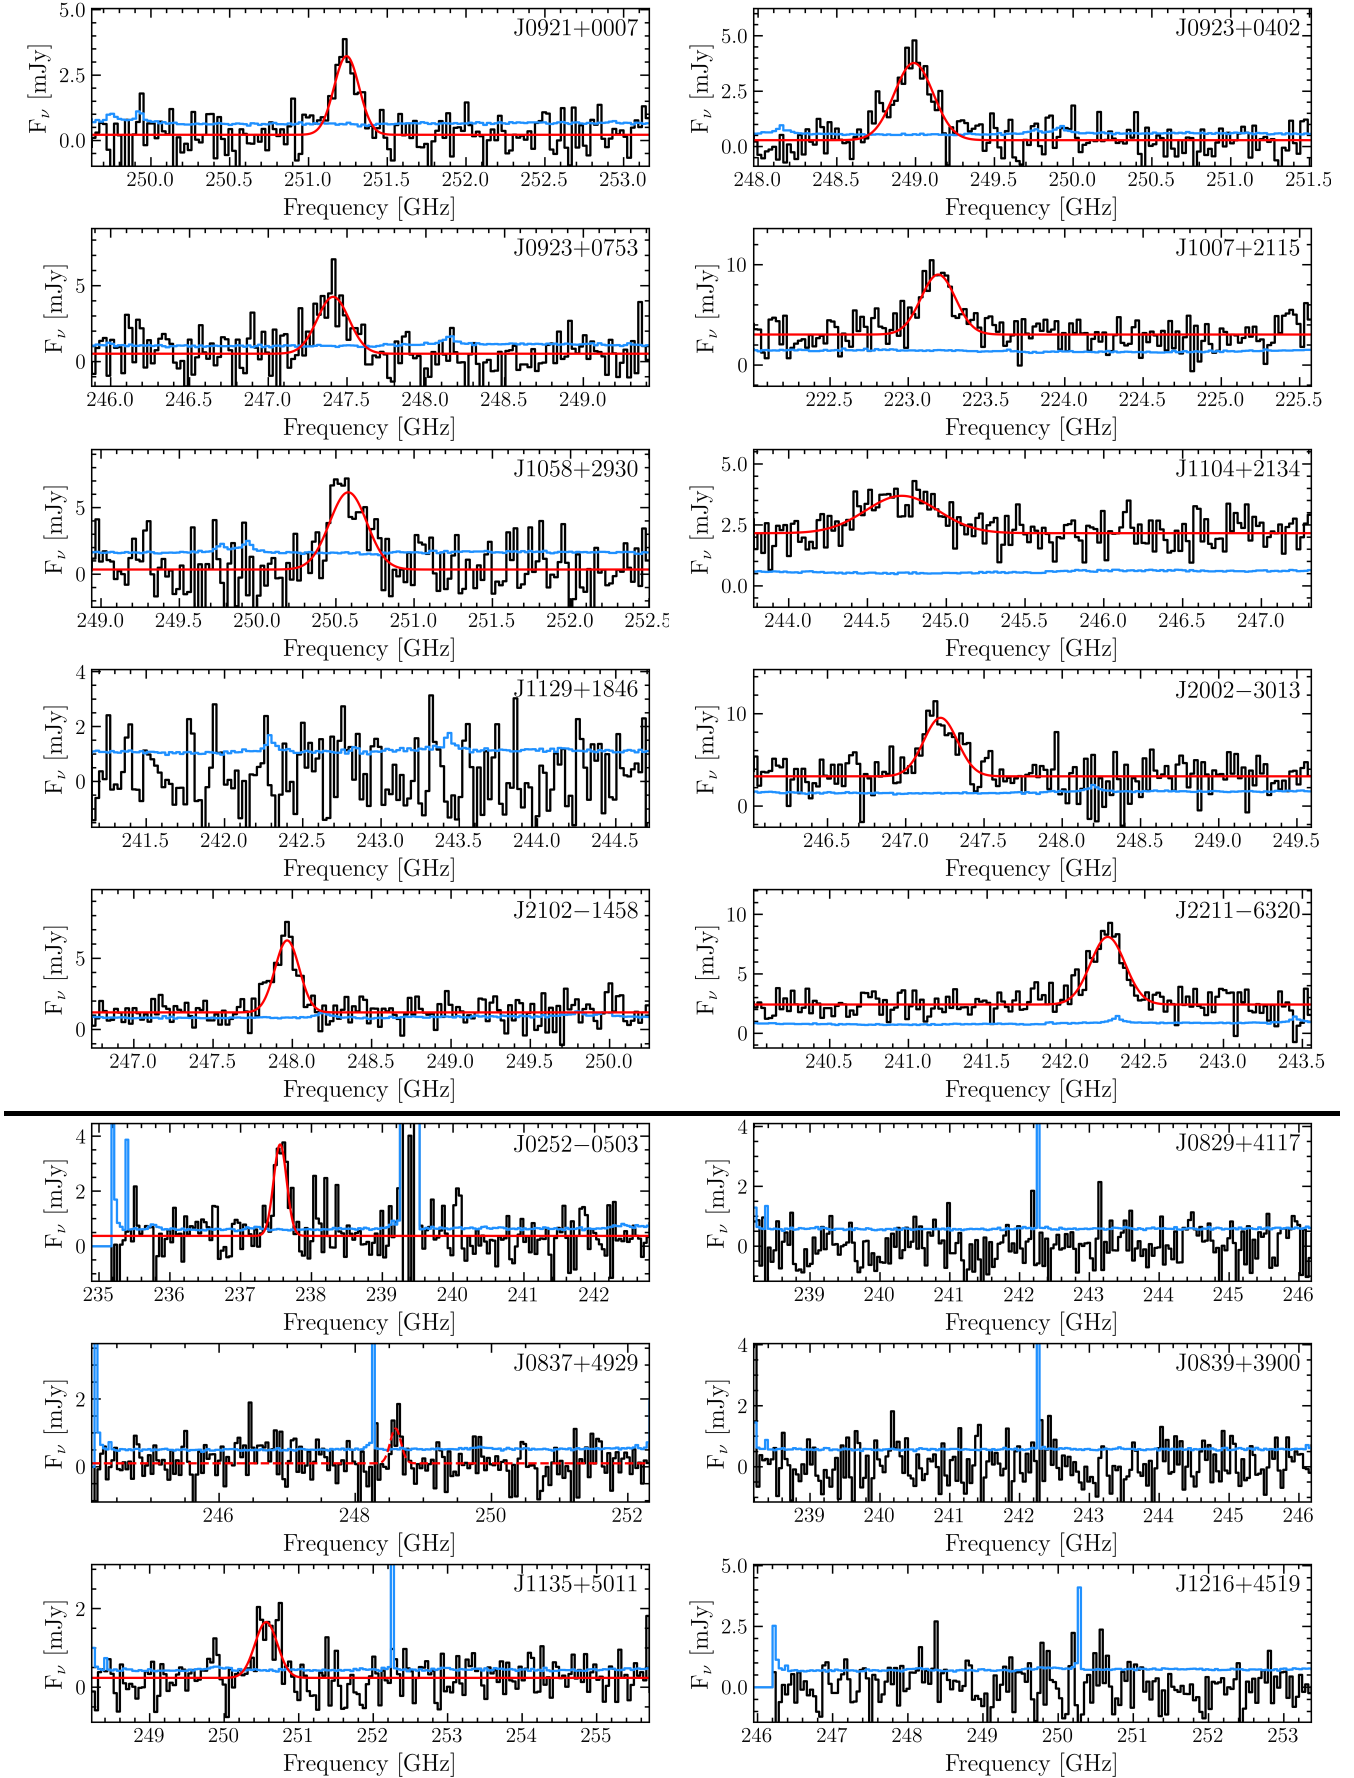 J0921+0007
F_ν [mJy]
5.0
2.5
0.0
250.0 250.5 251.0 251.5 252.0 252.5 253.0
Frequency [GHz]
J0923+0402
F_ν [mJy]
5.0
2.5
0.0
248.0 248.5 249.0 249.5 250.0 250.5 251.0 251.5
Frequency [GHz]
J0923+0753
F_ν [mJy]
5
0
246.0 246.5 247.0 247.5 248.0 248.5 249.0
Frequency [GHz]
J1007+2115
F_ν [mJy]
10
0
222.5 223.0 223.5 224.0 224.5 225.0 225.5
Frequency [GHz]
J1058+2930
F_ν [mJy]
5
0
249.0 249.5 250.0 250.5 251.0 251.5 252.0 252.5
Frequency [GHz]
J1104+2134
F_ν [mJy]
5.0
2.5
0.0
244.0 244.5 245.0 245.5 246.0 246.5 247.0
Frequency [GHz]
J1129+1846
F_ν [mJy]
4
2
0
241.5 242.0 242.5 243.0 243.5 244.0 244.5
Frequency [GHz]
J2002−3013
F_ν [mJy]
10
0
246.5 247.0 247.5 248.0 248.5 249.0 249.5
Frequency [GHz]
J2102−1458
F_ν [mJy]
5
0
247.0 247.5 248.0 248.5 249.0 249.5 250.0
Frequency [GHz]
J2211−6320
F_ν [mJy]
10
5
0
240.5 241.0 241.5 242.0 242.5 243.0 243.5
Frequency [GHz]
J0252−0503
F_ν [mJy]
4
2
0
235 236 237 238 239 240 241 242
Frequency [GHz]
J0829+4117
F_ν [mJy]
4
2
0
239 240 241 242 243 244 245 246
Frequency [GHz]
J0837+4929
F_ν [mJy]
2
0
246 248 250 252
Frequency [GHz]
J0839+3900
F_ν [mJy]
4
2
0
239 240 241 242 243 244 245 246
Frequency [GHz]
J1135+5011
F_ν [mJy]
2
0
249 250 251 252 253 254 255
Frequency [GHz]
J1216+4519
F_ν [mJy]
5.0
2.5
0.0
246 247 248 249 250 251 252 253
Frequency [GHz]